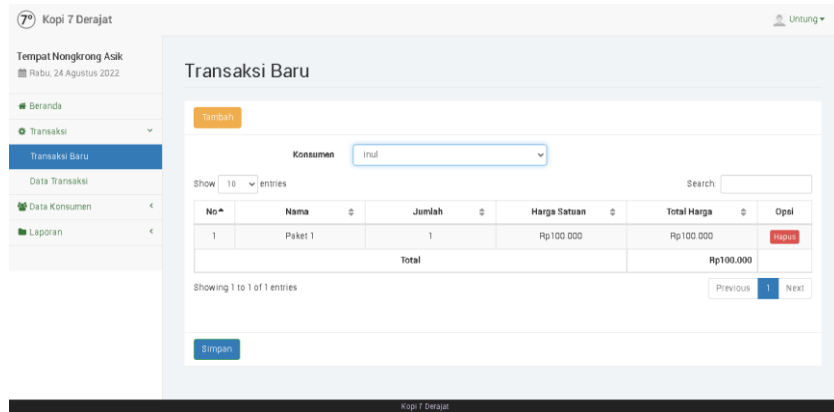 7° Kopi 7 Derajat
Untung
Tempat Nongkrong Asik
Rabu, 24 Agustus 2022
Transaksi Baru
Beranda
Tambah
Transaksi
Konsumen inul
Transaksi Baru
Data Transaksi
Show 10 entries Search:
Data Konsumen
No Nama Jumlah Harga Satuan Total Harga Opsi
Laporan
1 Paket 1 1 Rp100.000 Rp100.000 Hapus
Total Rp100.000
Showing 1 to 1 of 1 entries Previous 1 Next
Simpan
Kopi 7 Derajat